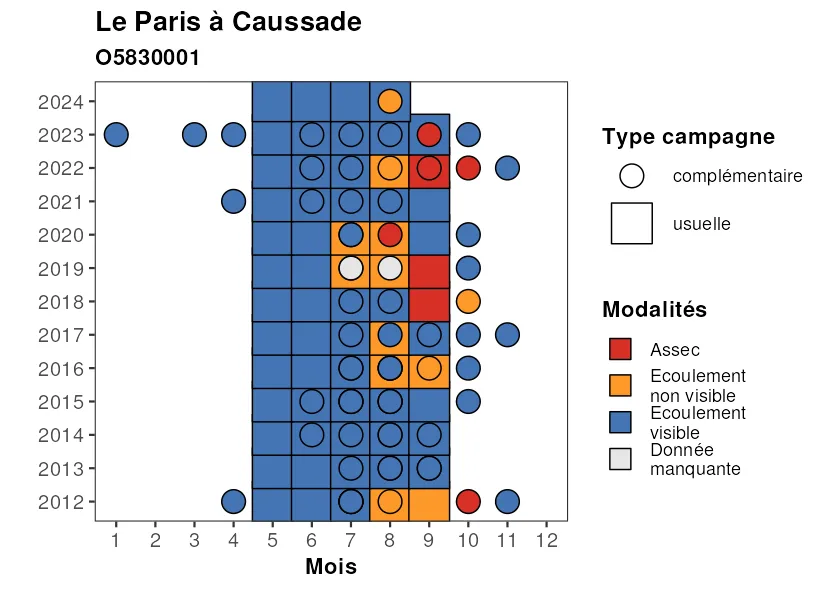 Le Paris à Caussade
O5830001
2024
2023
2022
2021
2020
2019
2018
2017
2016
2015
2014
2013
2012
1 2 3 4 5 6 7 8 9 10 11 12
Mois
Type campagne
complémentaire
usuelle
Modalités
Assec
Ecoulement
non visible
Ecoulement
visible
Donnée
manquante